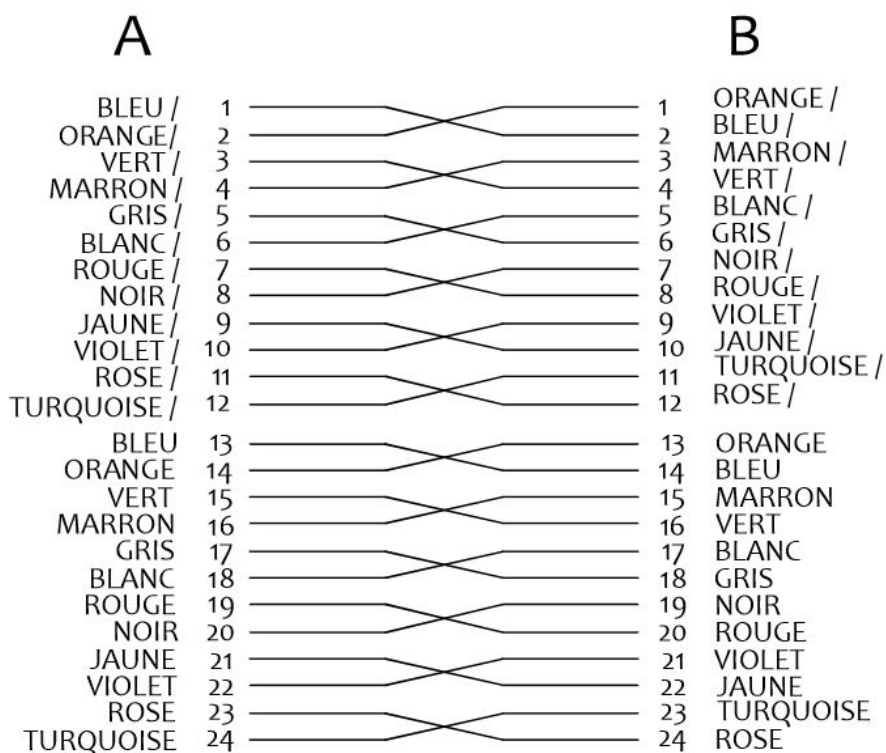 A B
BLEU / 1 1 ORANGE /
ORANGE/ 2 2 BLEU /
VERT / 3 3 MARRON /
MARRON / 4 4 VERT /
GRIS / 5 5 BLANC /
BLANC / 6 6 GRIS /
ROUGE / 7 7 NOIR /
NOIR / 8 8 ROUGE /
JAUNE / 9 9 VIOLET /
VIOLET / 10 10 JAUNE /
ROSE / 11 11 TURQUOISE /
TURQUOISE / 12 12 ROSE /
BLEU 13 13 ORANGE
ORANGE 14 14 BLEU
VERT 15 15 MARRON
MARRON 16 16 VERT
GRIS 17 17 BLANC
BLANC 18 18 GRIS
ROUGE 19 19 NOIR
NOIR 20 20 ROUGE
JAUNE 21 21 VIOLET
VIOLET 22 22 JAUNE
ROSE 23 23 TURQUOISE
TURQUOISE 24 24 ROSE